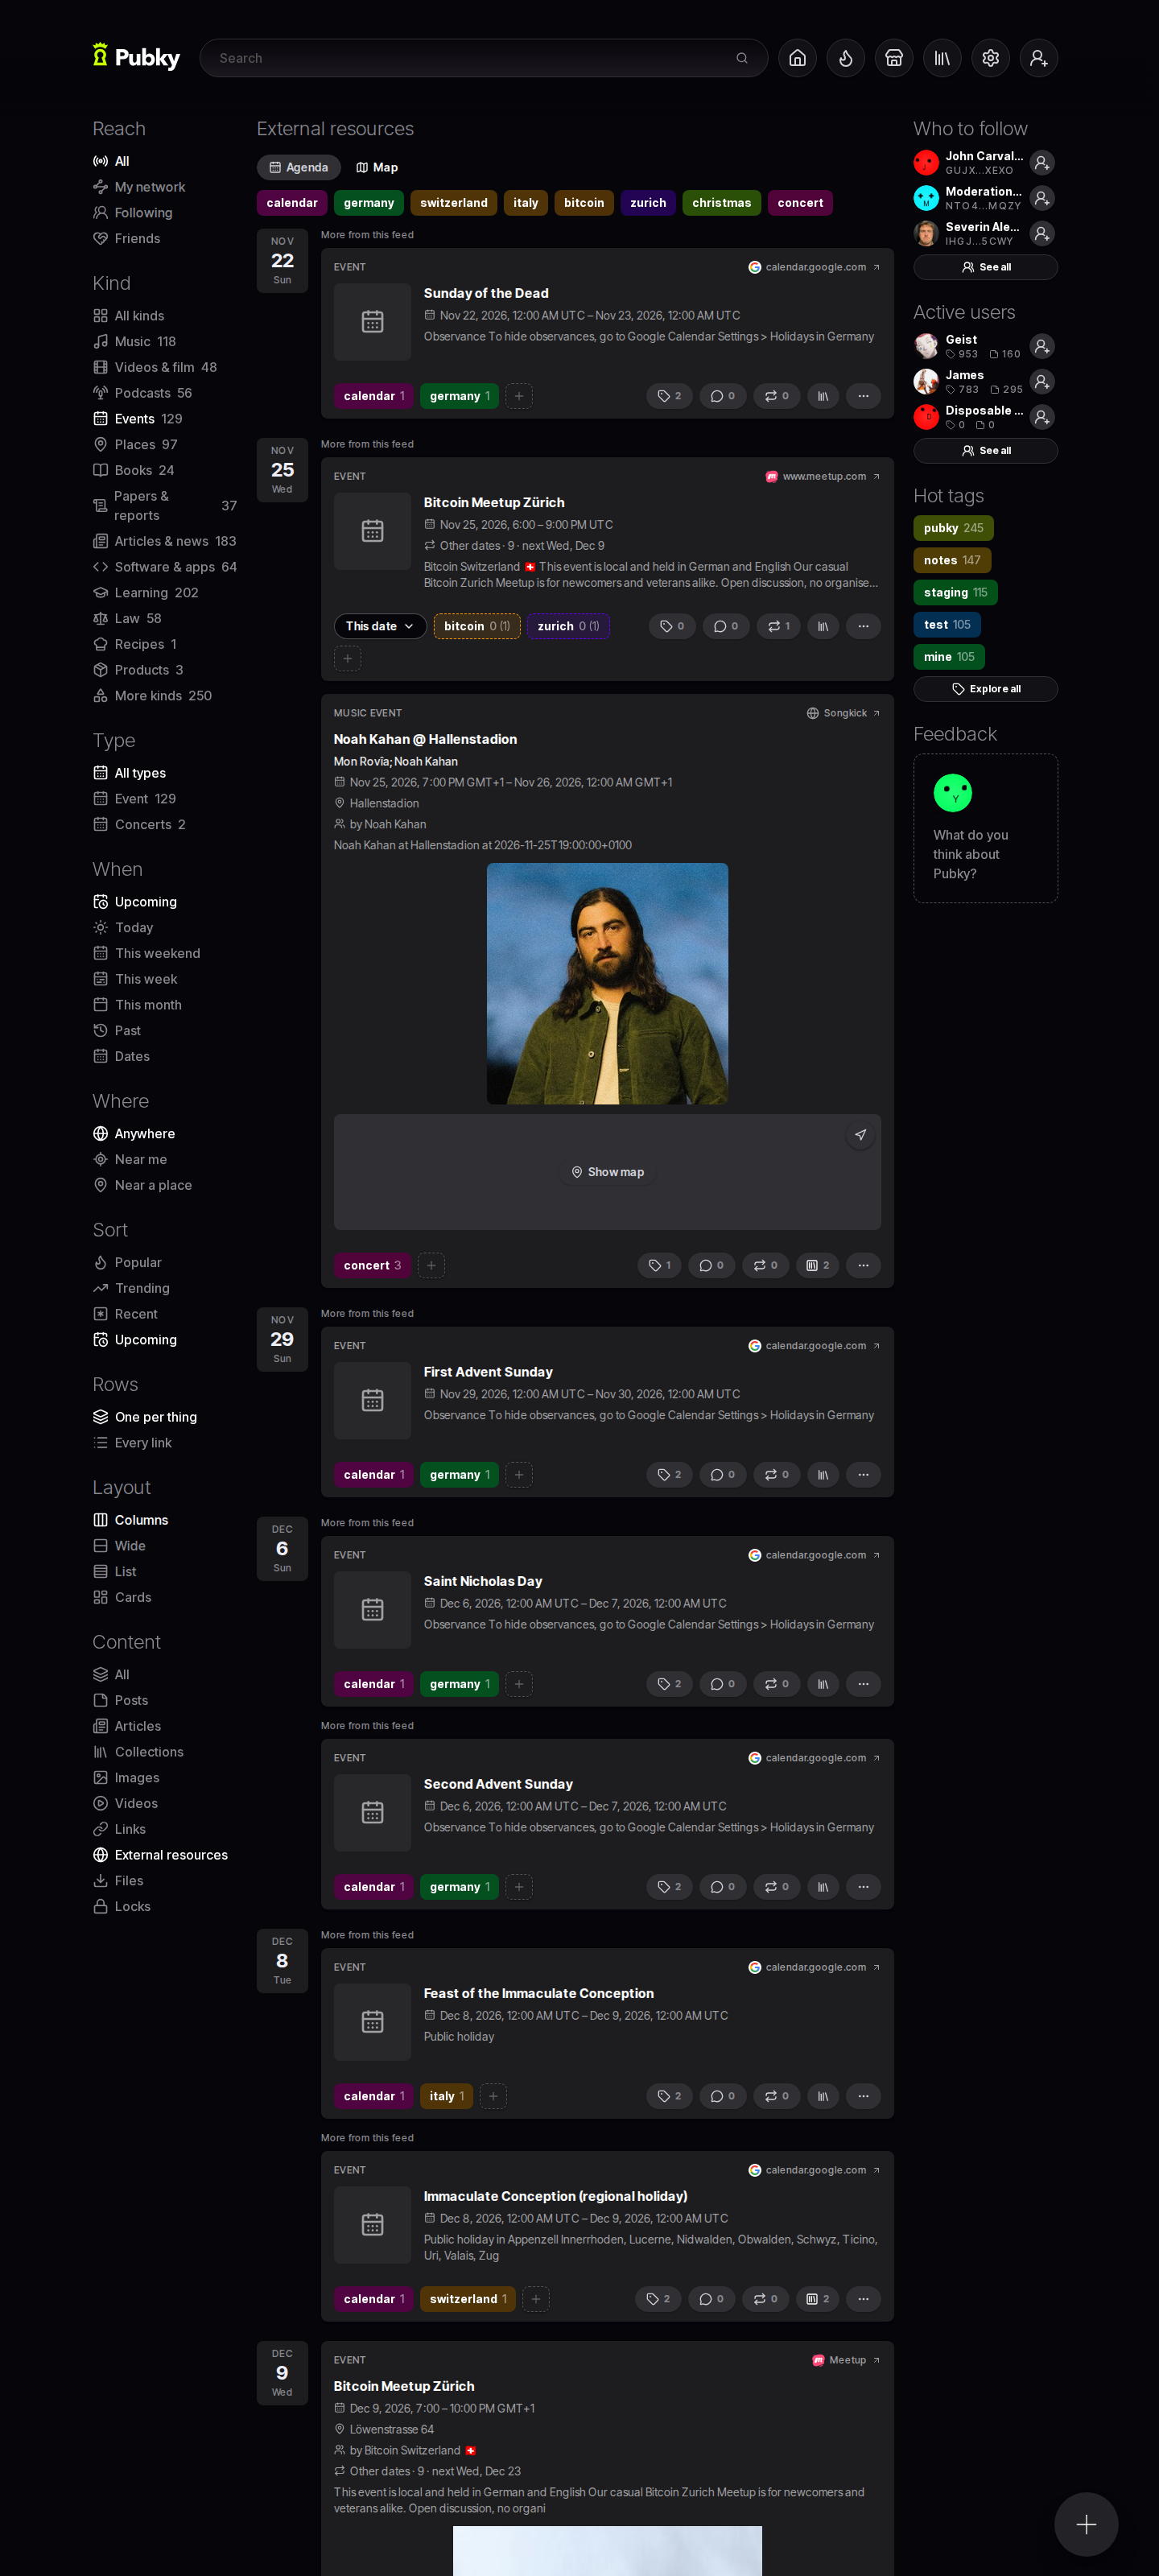 Pubky
Search
Reach
All
My network
Following
Friends
Kind
All kinds
Music 118
Videos & film 48
Podcasts 56
Events 129
Places 97
Books 24
Papers & reports 37
Articles & news 183
Software & apps 64
Learning 202
Law 58
Recipes 1
Products 3
More kinds 250
Type
All types
Event 129
Concerts 2
When
Upcoming
Today
This weekend
This week
This month
Past
Dates
Where
Anywhere
Near me
Near a place
Sort
Popular
Trending
Recent
Upcoming
Rows
One per thing
Every link
Layout
Columns
Wide
List
Cards
Content
All
Posts
Articles
Collections
Images
Videos
Links
External resources
Files
Locks
External resources
Agenda Map
calendar germany switzerland italy bitcoin zurich christmas concert
NOV
22
Sun
More from this feed
EVENT calendar.google.com
Sunday of the Dead
Nov 22, 2026, 12:00 AM UTC – Nov 23, 2026, 12:00 AM UTC
Observance To hide observances, go to Google Calendar Settings > Holidays in Germany
calendar 1 germany 1 2 0 0
NOV
25
Wed
More from this feed
EVENT www.meetup.com
Bitcoin Meetup Zürich
Nov 25, 2026, 6:00 – 9:00 PM UTC
Other dates · 9 · next Wed, Dec 9
Bitcoin Switzerland 🇨🇭 This event is local and held in German and English Our casual
Bitcoin Zurich Meetup is for newcomers and veterans alike. Open discussion, no organise...
This date bitcoin 0 (1) zurich 0 (1) 0 0 1
MUSIC EVENT Songkick
Noah Kahan @ Hallenstadion
Mon Rovîa; Noah Kahan
Nov 25, 2026, 7:00 PM GMT+1 – Nov 26, 2026, 12:00 AM GMT+1
Hallenstadion
by Noah Kahan
Noah Kahan at Hallenstadion at 2026-11-25T19:00:00+0100
Show map
concert 3 1 0 0 2
NOV
29
Sun
More from this feed
EVENT calendar.google.com
First Advent Sunday
Nov 29, 2026, 12:00 AM UTC – Nov 30, 2026, 12:00 AM UTC
Observance To hide observances, go to Google Calendar Settings > Holidays in Germany
calendar 1 germany 1 2 0 0
DEC
6
Sun
More from this feed
EVENT calendar.google.com
Saint Nicholas Day
Dec 6, 2026, 12:00 AM UTC – Dec 7, 2026, 12:00 AM UTC
Observance To hide observances, go to Google Calendar Settings > Holidays in Germany
calendar 1 germany 1 2 0 0
More from this feed
EVENT calendar.google.com
Second Advent Sunday
Dec 6, 2026, 12:00 AM UTC – Dec 7, 2026, 12:00 AM UTC
Observance To hide observances, go to Google Calendar Settings > Holidays in Germany
calendar 1 germany 1 2 0 0
DEC
8
Tue
More from this feed
EVENT calendar.google.com
Feast of the Immaculate Conception
Dec 8, 2026, 12:00 AM UTC – Dec 9, 2026, 12:00 AM UTC
Public holiday
calendar 1 italy 1 2 0 0
More from this feed
EVENT calendar.google.com
Immaculate Conception (regional holiday)
Dec 8, 2026, 12:00 AM UTC – Dec 9, 2026, 12:00 AM UTC
Public holiday in Appenzell Innerrhoden, Lucerne, Nidwalden, Obwalden, Schwyz, Ticino,
Uri, Valais, Zug
calendar 1 switzerland 1 2 0 0 2
DEC
9
Wed
EVENT Meetup
Bitcoin Meetup Zürich
Dec 9, 2026, 7:00 – 10:00 PM GMT+1
Löwenstrasse 64
by Bitcoin Switzerland 🇨🇭
Other dates · 9 · next Wed, Dec 23
This event is local and held in German and English Our casual Bitcoin Zurich Meetup is for newcomers and
veterans alike. Open discussion, no organi
Who to follow
John Carval...
GUJX...XEXO
Moderation...
NTO4...MQZY
Severin Ale...
IHGJ...5CWY
See all
Active users
Geist
953 160
James
783 295
Disposable ...
0 0
See all
Hot tags
pubky 245
notes 147
staging 115
test 105
mine 105
Explore all
Feedback
What do you
think about
Pubky?